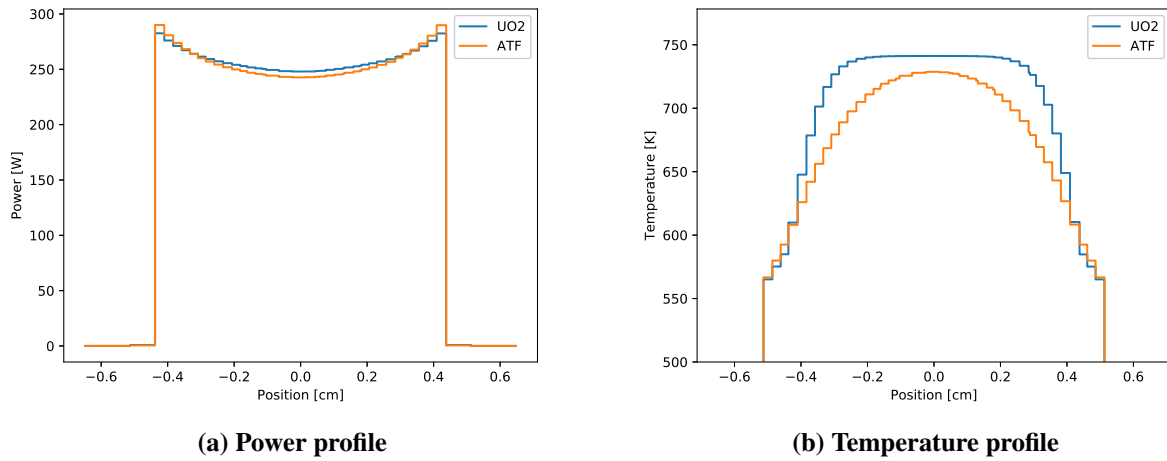 300
250
200
150
100
50
0
Power [W]
−0.6
−0.4
−0.2
0.0
0.2
0.4
0.6
Position [cm]
UO2
ATF
(a) Power profile
750
700
650
600
550
500
Temperature [K]
−0.6
−0.4
−0.2
0.0
0.2
0.4
0.6
Position [cm]
UO2
ATF
(b) Temperature profile